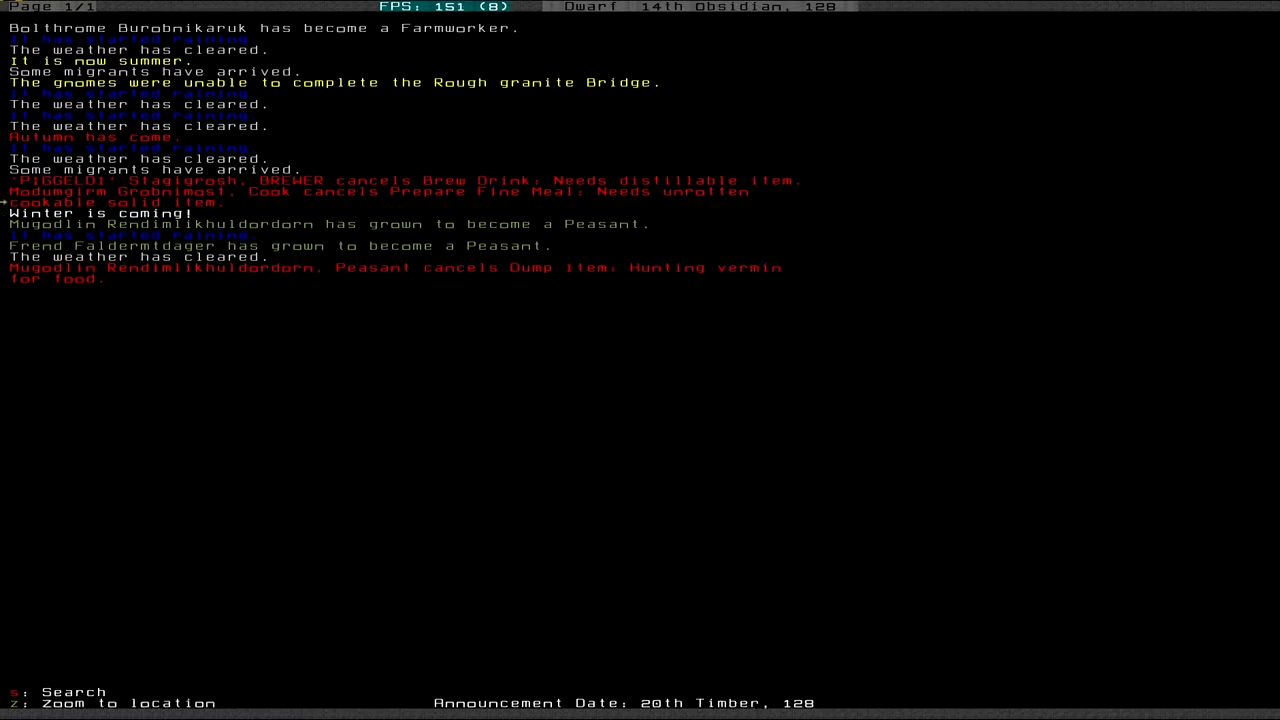 Page 1/1 FPS: 151 (8) Dwarf 14th Obsidian, 128
Bolthrome Burobnikaruk has become a Farmworker.
It has started raining.
The weather has cleared.
It is now summer.
Some migrants have arrived.
The gnomes were unable to complete the Rough granite Bridge.
It has started raining.
The weather has cleared.
It has started raining.
The weather has cleared.
Autumn has come.
It has started raining.
The weather has cleared.
Some migrants have arrived.
'PIGGELDI' Stagigrosh, BREWER cancels Brew Drink: Needs distillable item.
Modumgirm Grobnimost, Cook cancels Prepare Fine Meal: Needs unrotten
cookable solid item.
Winter is coming!
Mugodlin Rendimlikhuldordorn has grown to become a Peasant.
It has started raining.
Frend Faldermtdager has grown to become a Peasant.
The weather has cleared.
Mugodlin Rendimlikhuldordorn, Peasant cancels Dump Item: Hunting vermin
for food.
s: Search
z: Zoom to location Announcement Date: 20th Timber, 128